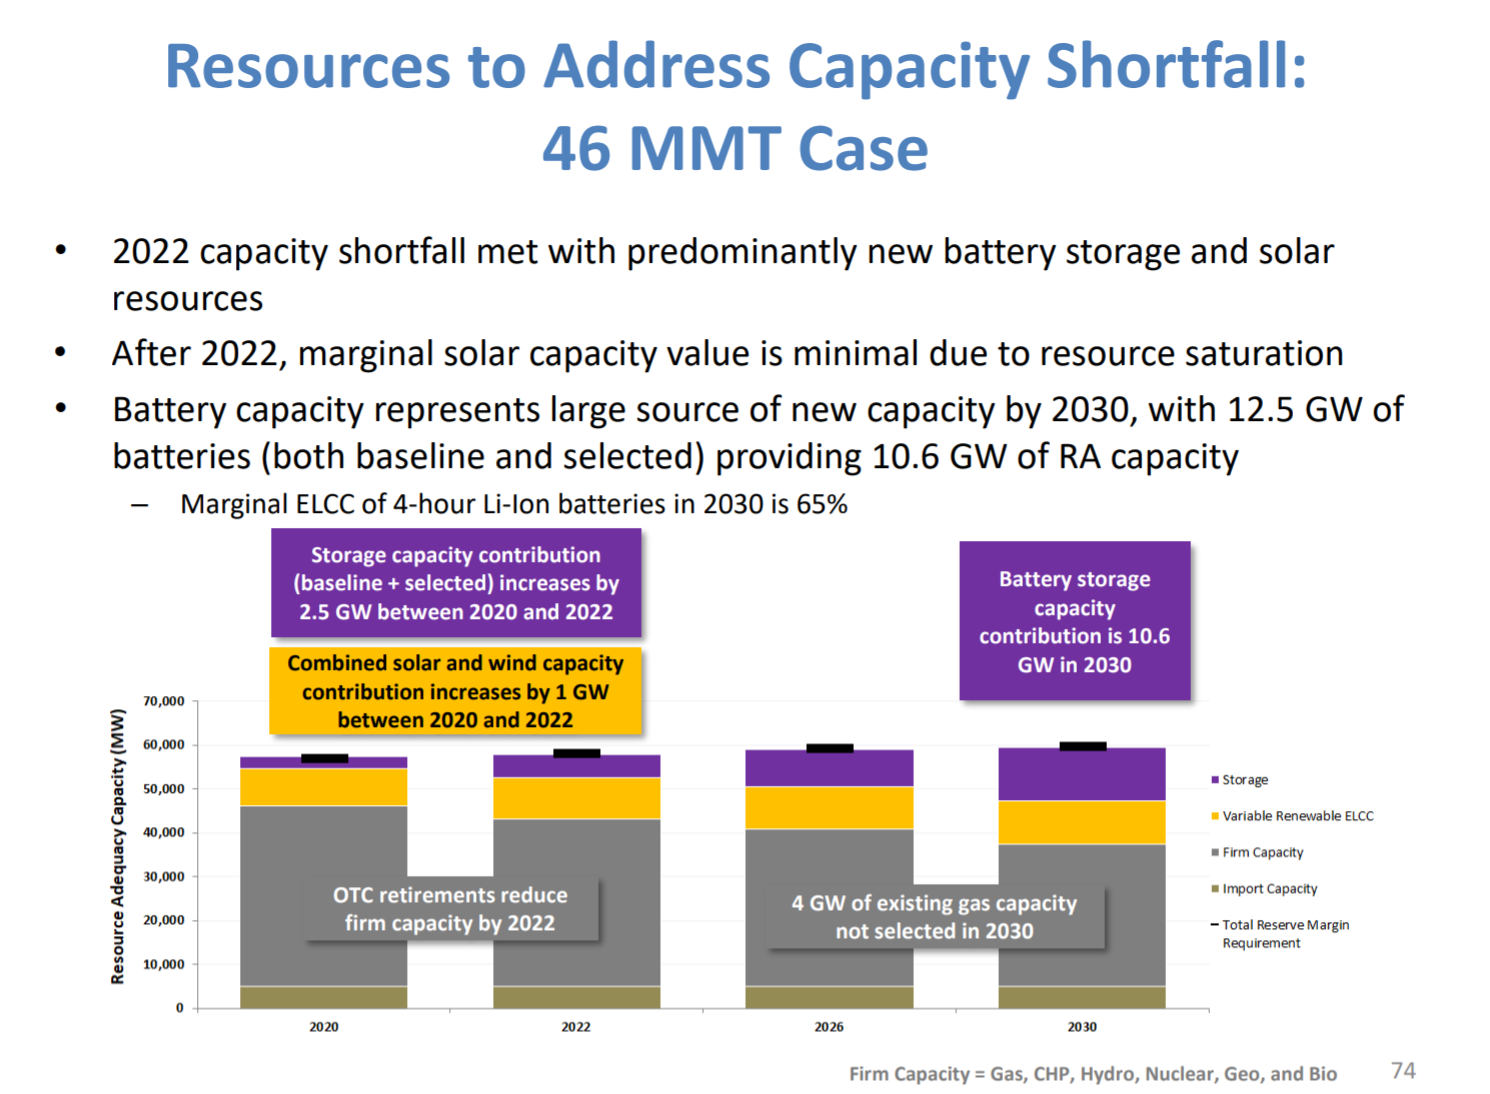 Resources to Address Capacity Shortfall:
46 MMT Case
• 2022 capacity shortfall met with predominantly new battery storage and solar
resources
• After 2022, marginal solar capacity value is minimal due to resource saturation
• Battery capacity represents large source of new capacity by 2030, with 12.5 GW of
batteries (both baseline and selected) providing 10.6 GW of RA capacity
– Marginal ELCC of 4-hour Li-Ion batteries in 2030 is 65%
Storage capacity contribution
(baseline + selected) increases by
2.5 GW between 2020 and 2022
Combined solar and wind capacity
contribution increases by 1 GW
between 2020 and 2022
Battery storage
capacity
contribution is 10.6
GW in 2030
Resource Adequacy Capacity (MW)
70,000
60,000
50,000
40,000
30,000
20,000
10,000
0
OTC retirements reduce
firm capacity by 2022
4 GW of existing gas capacity
not selected in 2030
2020
2022
2026
2030
Storage
Variable Renewable ELCC
Firm Capacity
Import Capacity
Total Reserve Margin
Requirement
Firm Capacity = Gas, CHP, Hydro, Nuclear, Geo, and Bio
74